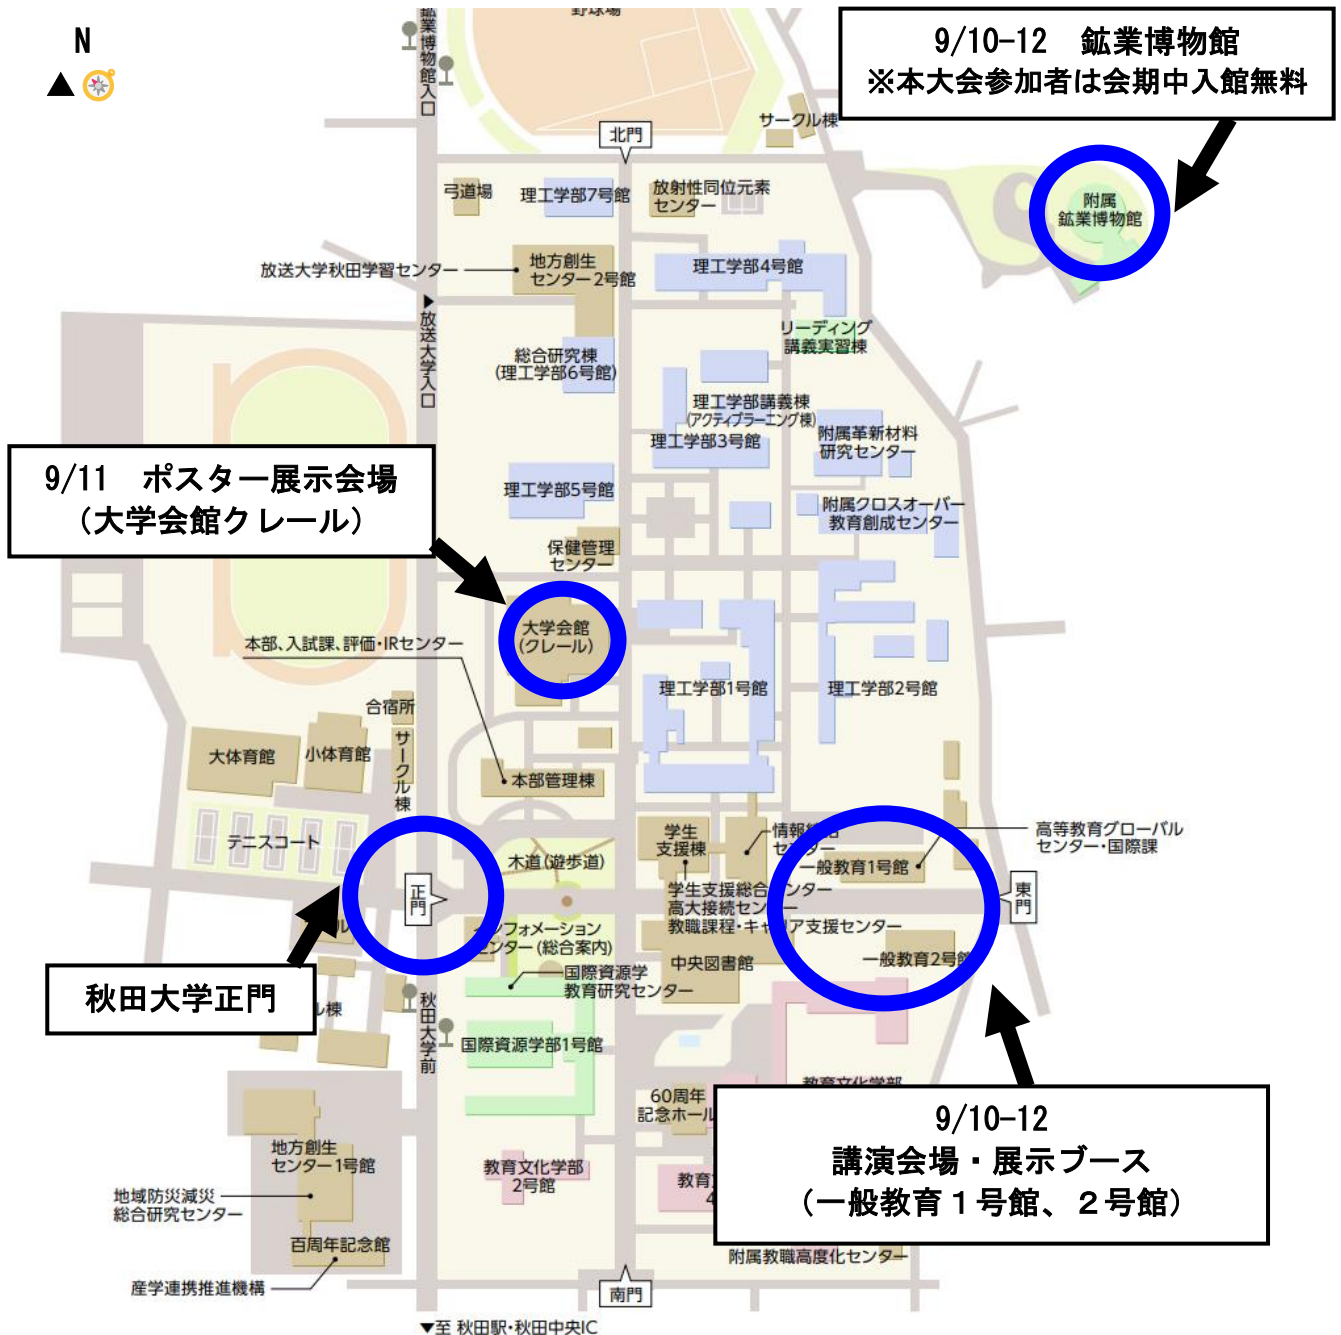 野球場
N
▲
鉱業博物館入口
9/10-12 鉱業博物館
※本大会参加者は会期中入館無料
サークル棟
北門
弓道場
理工学部7号館
放射性同位元素
センター
附属
鉱業博物館
放送大学秋田学習センター
地方創生
センター2号館
理工学部4号館
▶放送大学入口
リーディング
講義実習棟
総合研究棟
(理工学部6号館)
理工学部講義棟
(アクティブラーニング棟)
理工学部3号館
附属革新材料
研究センター
9/11 ポスター展示会場
(大学会館クレール)
理工学部5号館
附属クロスオーバー
教育創成センター
保健管理
センター
大学会館
(クレール)
本部、入試課、評価・IRセンター
理工学部1号館
理工学部2号館
合宿所
サークル棟
大体育館
小体育館
本部管理棟
テニスコート
学生
支援棟
情報
センター
高等教育グローバル
センター・国際課
木道(遊歩道)
一般教育1号館
正門
学生支援総合センター
高大接続センター
教職課程・キャリア支援センター
東門
インフォメーション
センター(総合案内)
中央図書館
一般教育2号館
国際資源学
教育研究センター
秋田大学正門
ル棟
秋田大学前
国際資源学部1号館
教育文化学部
60周年
記念ホール
9/10-12
講演会場・展示ブース
(一般教育1号館、2号館)
地方創生
センター1号館
教育文化学部
2号館
教育
4
地域防災減災
総合研究センター
百周年記念館
附属教職高度化センター
産学連携推進機構
南門
▼至 秋田駅・秋田中央IC